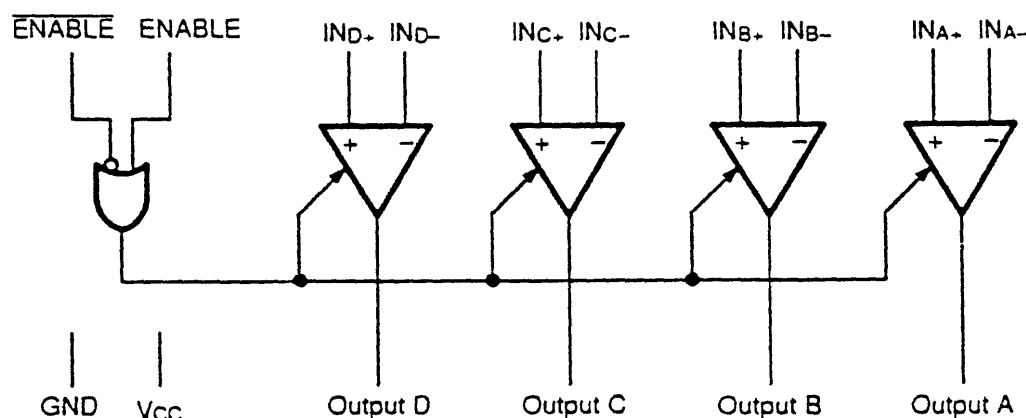 ENABLE ENABLE IND+ IND– INC+ INC– INB+ INB– INA+ INA–
+ – + – + – + –
GND VCC Output D Output C Output B Output A